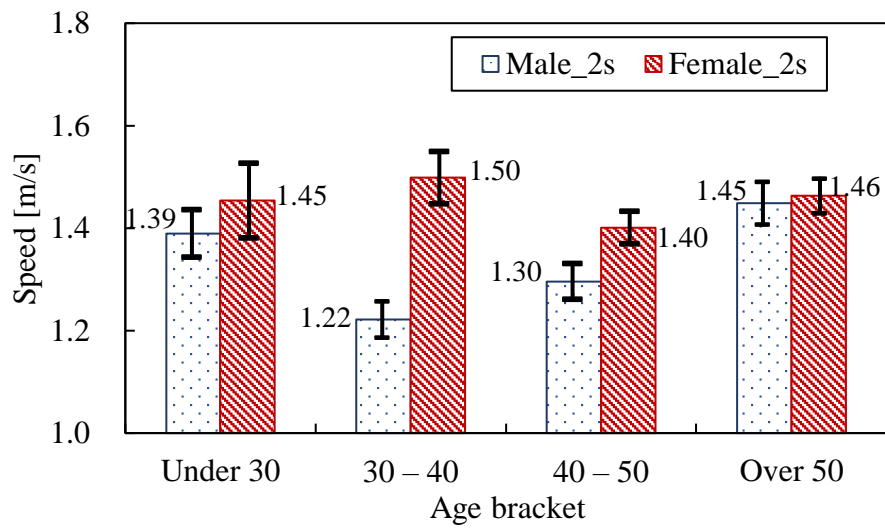 1.8
1.6
1.4
1.2
1.0
Speed [m/s]
Male_2s Female_2s
1.39
1.45
1.22
1.50
1.30
1.40
1.45
1.46
Under 30
30 – 40
40 – 50
Over 50
Age bracket